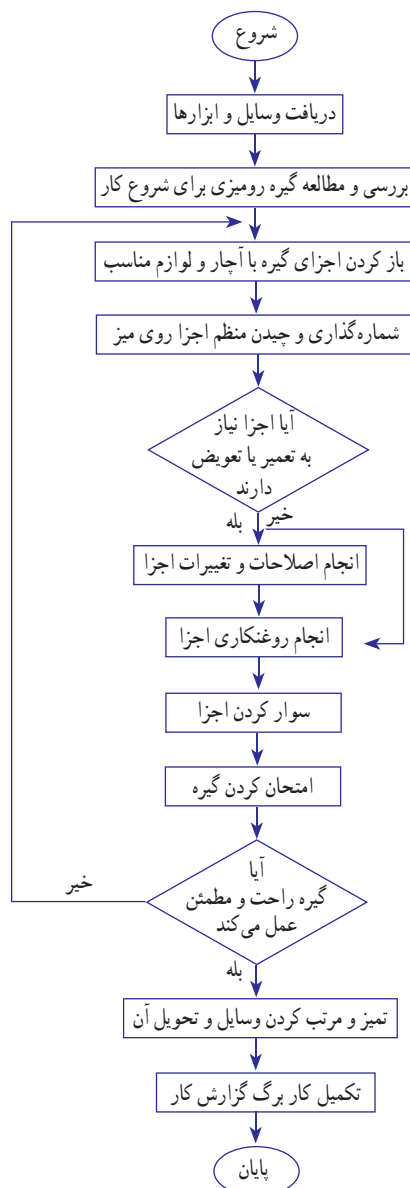 شروع
دریافت وسایل و ابزارها
بررسی و مطالعه گیره رومیزی برای شروع کار
باز کردن اجزای گیره با آچار و لوازم مناسب
شماره‌گذاری و چیدن منظم اجزا روی میز
آیا اجزا نیاز
به تعمیر یا تعویض
دارند
خیر
بله
انجام اصلاحات و تغییرات اجزا
انجام روغنکاری اجزا
سوار کردن اجزا
امتحان کردن گیره
آیا
گیره راحت و مطمئن
عمل می‌کند
خیر
بله
تمیز و مرتب کردن وسایل و تحویل آن
تکمیل کار برگ گزارش کار
پایان